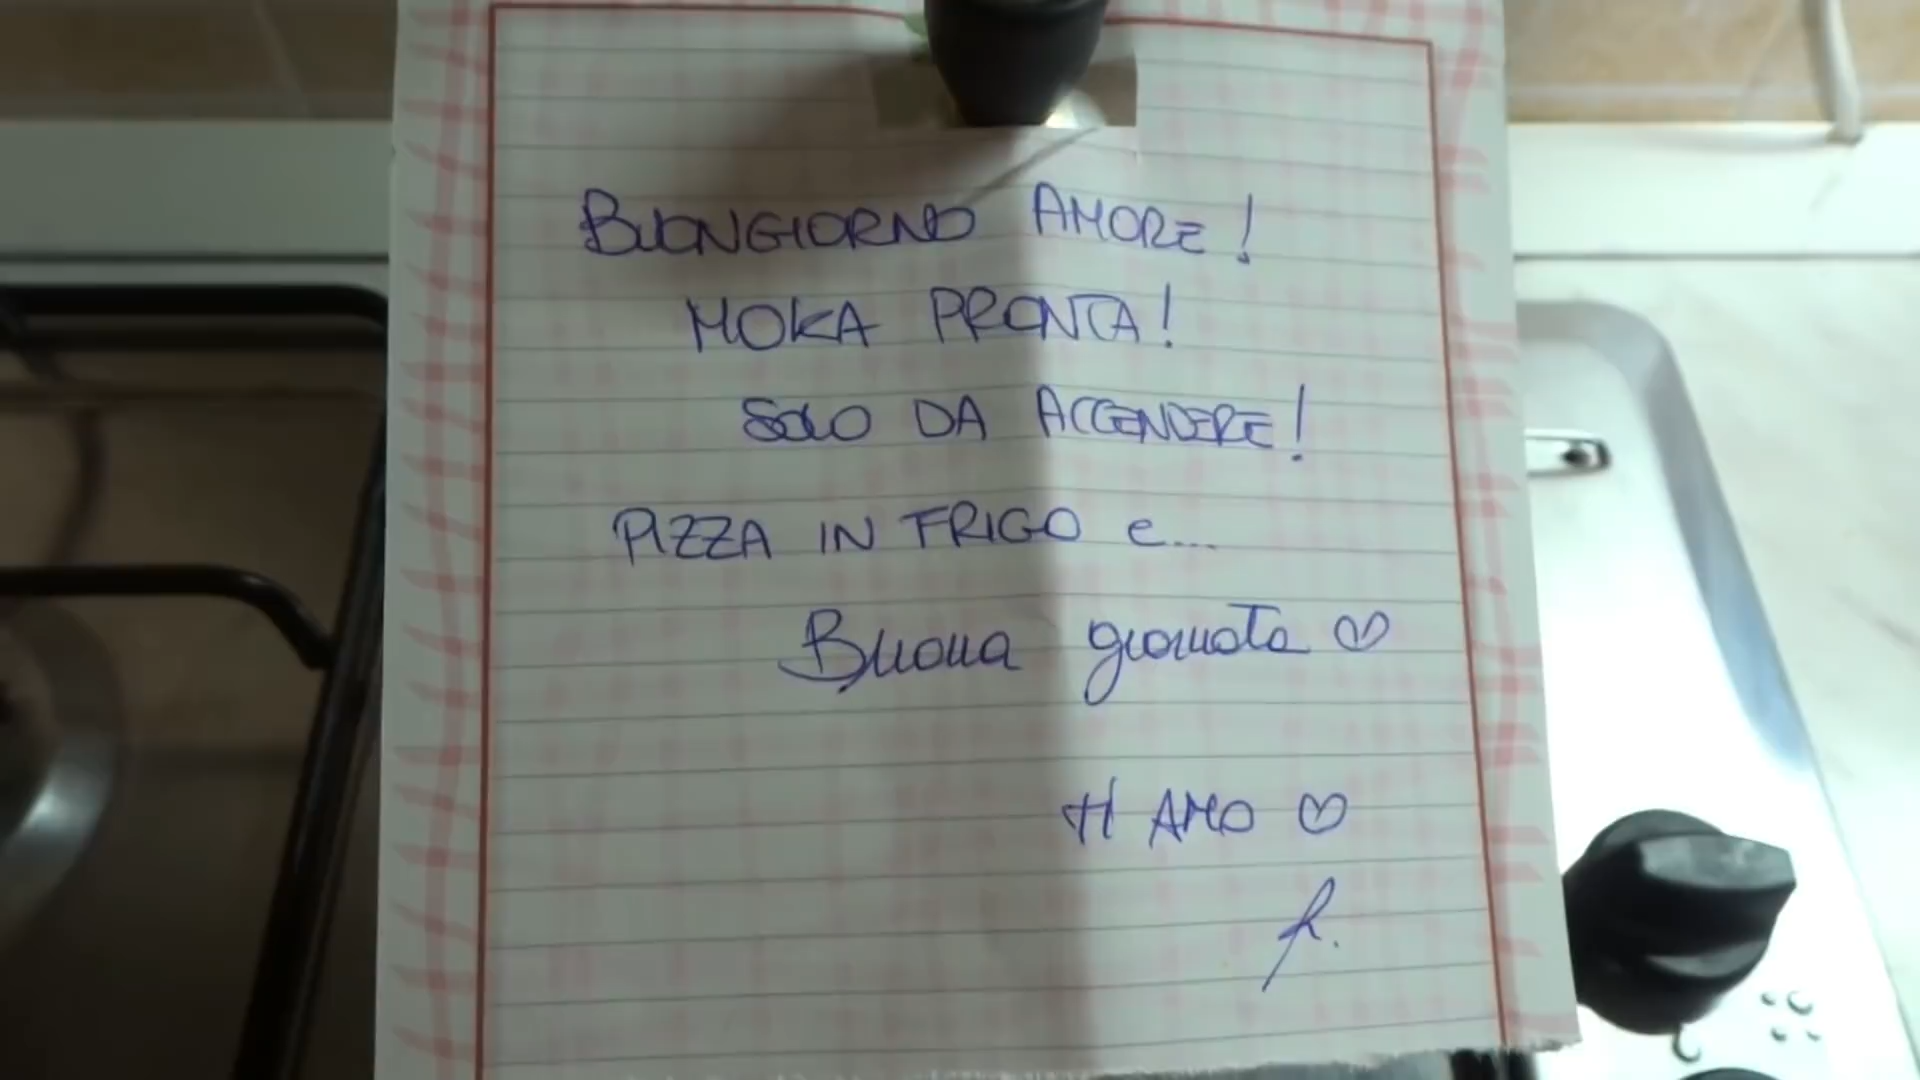 BUONGIORNO AMORE!
MOKA PRONTA!
SOLO DA ACCENDERE!
PIZZA IN FRIGO e...
Buona giornata ♡
TI AMO ♡
R.